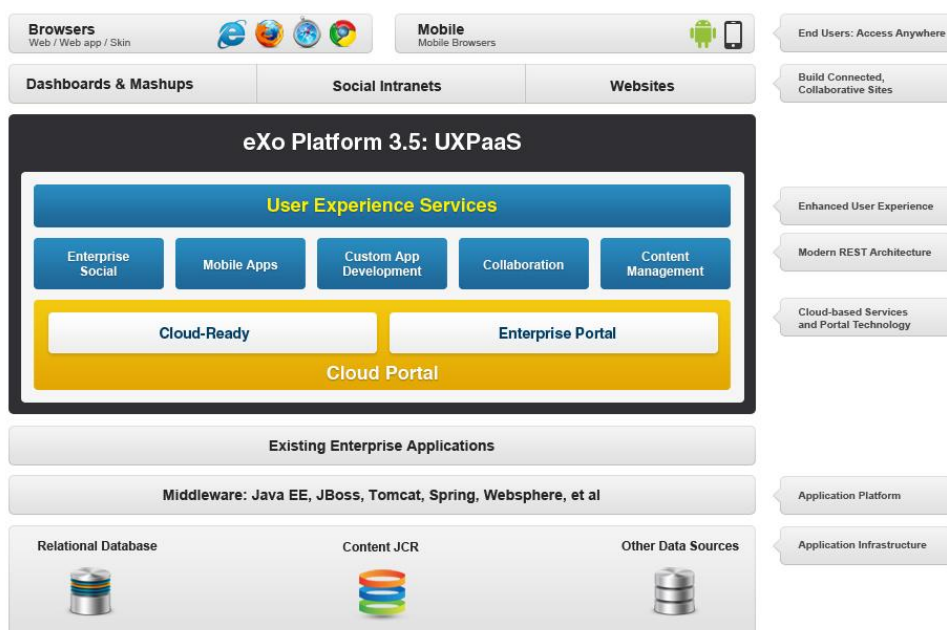 Browsers
Web / Web app / Skin
Mobile
Mobile Browsers
End Users: Access Anywhere
Dashboards & Mashups
Social Intranets
Websites
Build Connected,
Collaborative Sites
eXo Platform 3.5: UXPaaS
User Experience Services
Enhanced User Experience
Enterprise
Social
Mobile Apps
Custom App
Development
Collaboration
Content
Management
Modern REST Architecture
Cloud-Ready
Enterprise Portal
Cloud Portal
Cloud-based Services
and Portal Technology
Existing Enterprise Applications
Middleware: Java EE, JBoss, Tomcat, Spring, Websphere, et al
Application Platform
Relational Database
Content JCR
Other Data Sources
Application Infrastructure